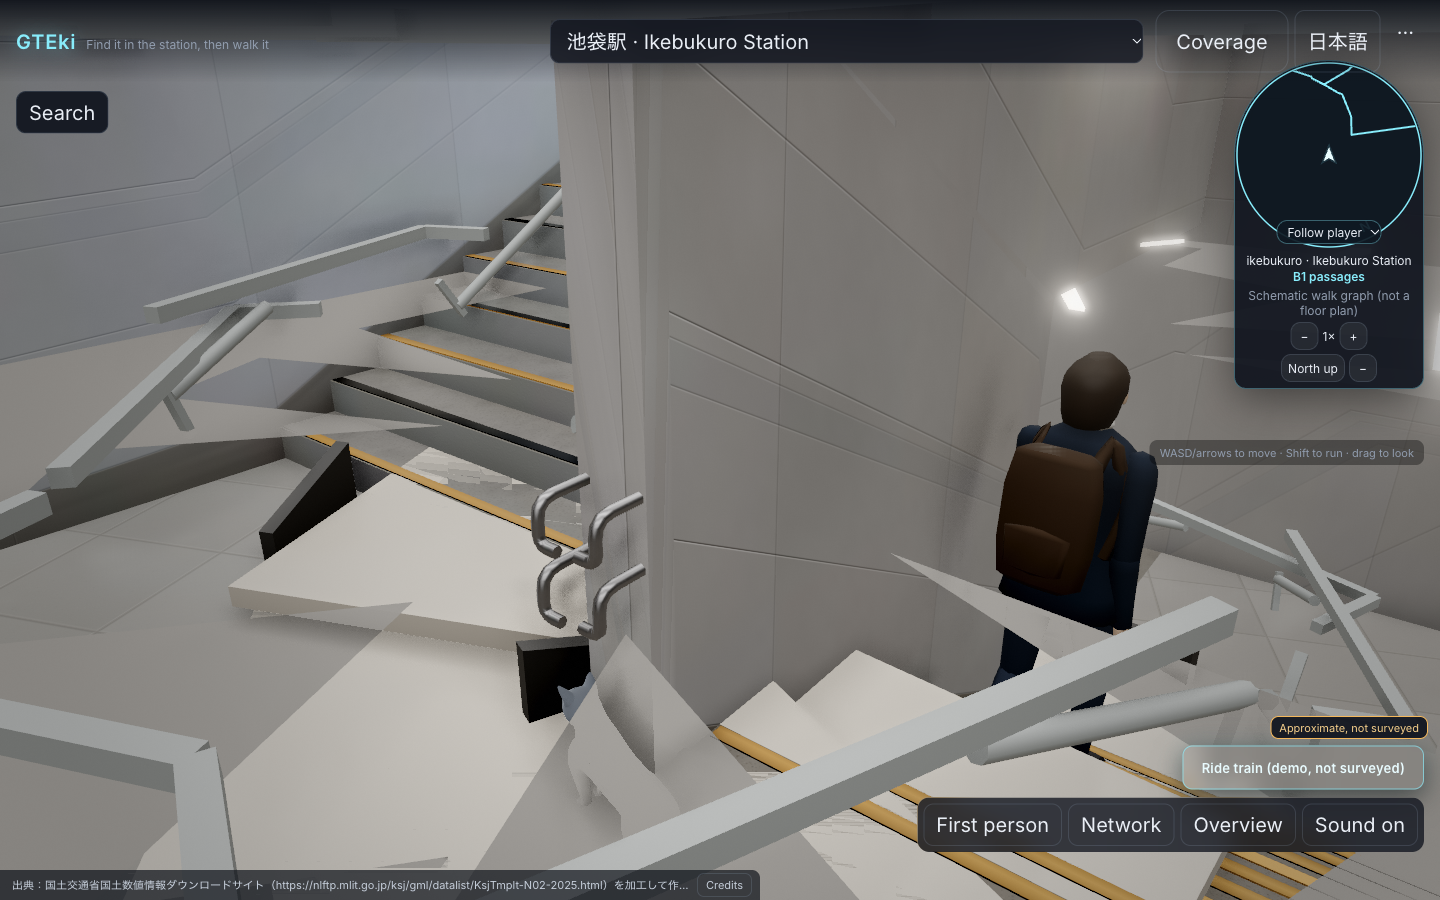 GTEki Find it in the station, then walk it
池袋駅 · Ikebukuro Station
Coverage
日本語
...
Search
Follow player
ikebukuro · Ikebukuro Station
B1 passages
Schematic walk graph (not a
floor plan)
− 1× +
North up −
WASD/arrows to move · Shift to run · drag to look
Approximate, not surveyed
Ride train (demo, not surveyed)
First person
Network
Overview
Sound on
出典：国土交通省国土数値情報ダウンロードサイト（https://nlftp.mlit.go.jp/ksj/gml/datalist/KsjTmplt-N02-2025.html）を加工して作...
Credits